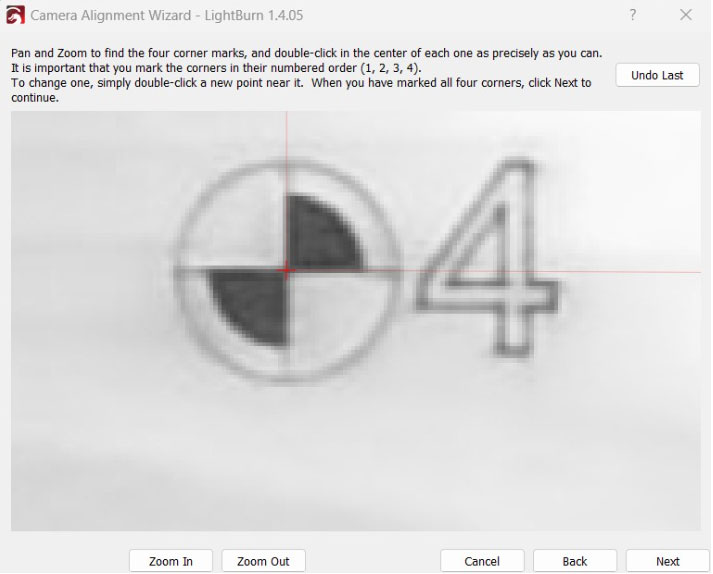 Camera Alignment Wizard - LightBurn 1.4.05
?
Pan and Zoom to find the four corner marks, and double-click in the center of each one as precisely as you can.
It is important that you mark the corners in their numbered order (1, 2, 3, 4).
To change one, simply double-click a new point near it.  When you have marked all four corners, click Next to
continue.
Undo Last
4
Zoom In
Zoom Out
Cancel
Back
Next